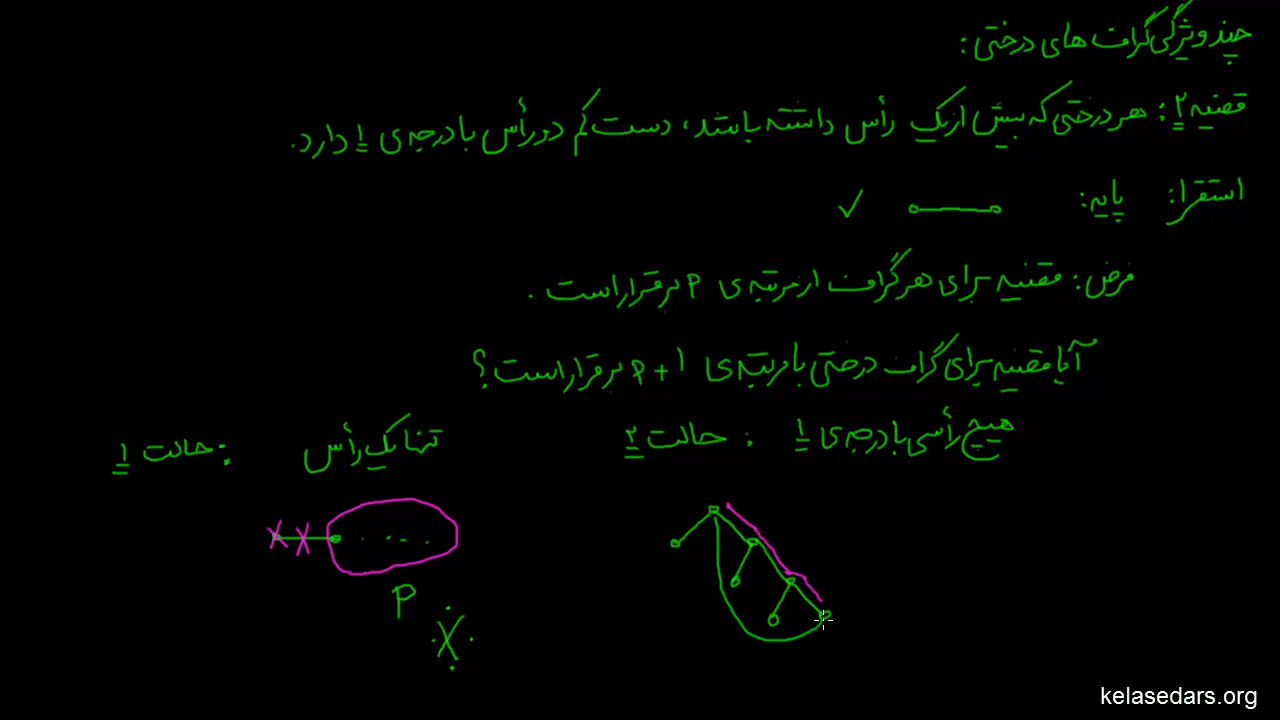 چند ویژگی گراف های درختی:
قضیه ۲: هر درختی که بیش از یک رأس داشته باشد، دست کم دو رأس با درجه ی ۱ دارد.
استقرا: پایه: ✓
فرض: قضیه برای هر گراف از مرتبه ی P برقرار است.
آیا قضیه برای گراف درختی با مرتبه ی P + ۱ برقرار است؟
هیچ رأسی با درجه ی ۱ : حالت ۲
تنها یک رأس : حالت ۱
P
kelasedars.org